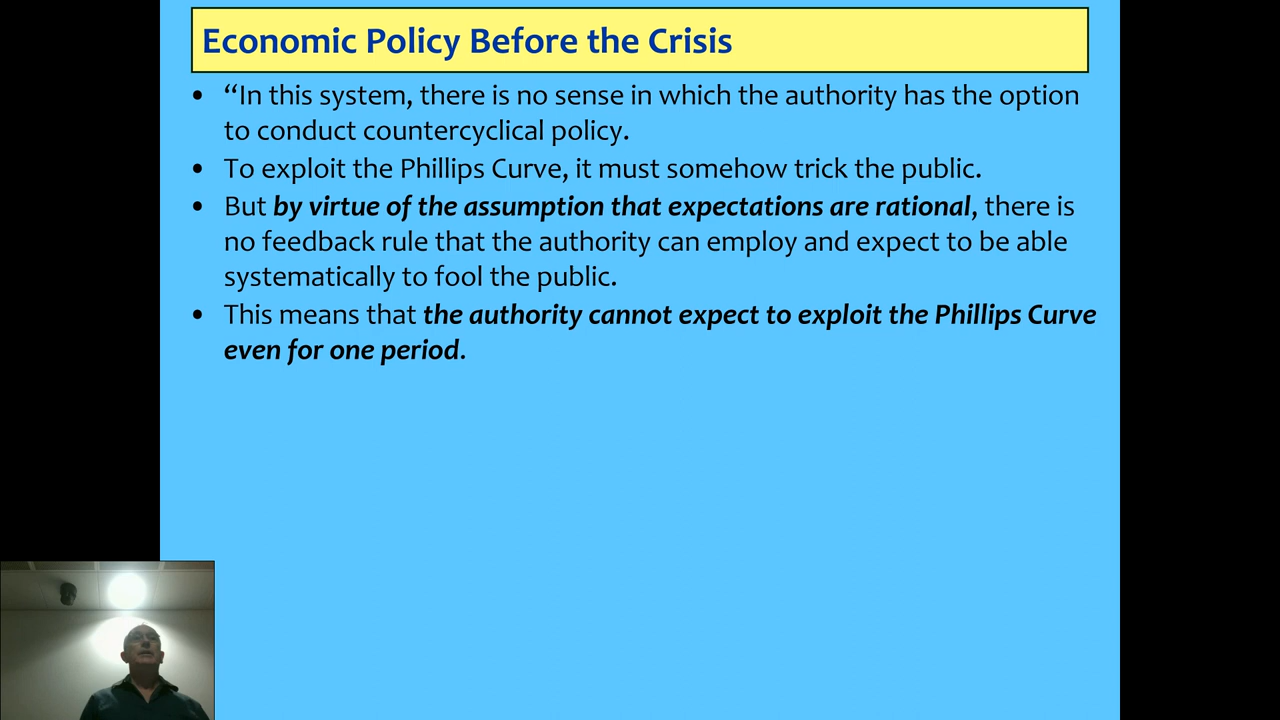 Economic Policy Before the Crisis
• “In this system, there is no sense in which the authority has the option
to conduct countercyclical policy.
• To exploit the Phillips Curve, it must somehow trick the public.
• But by virtue of the assumption that expectations are rational, there is
no feedback rule that the authority can employ and expect to be able
systematically to fool the public.
• This means that the authority cannot expect to exploit the Phillips Curve
even for one period.